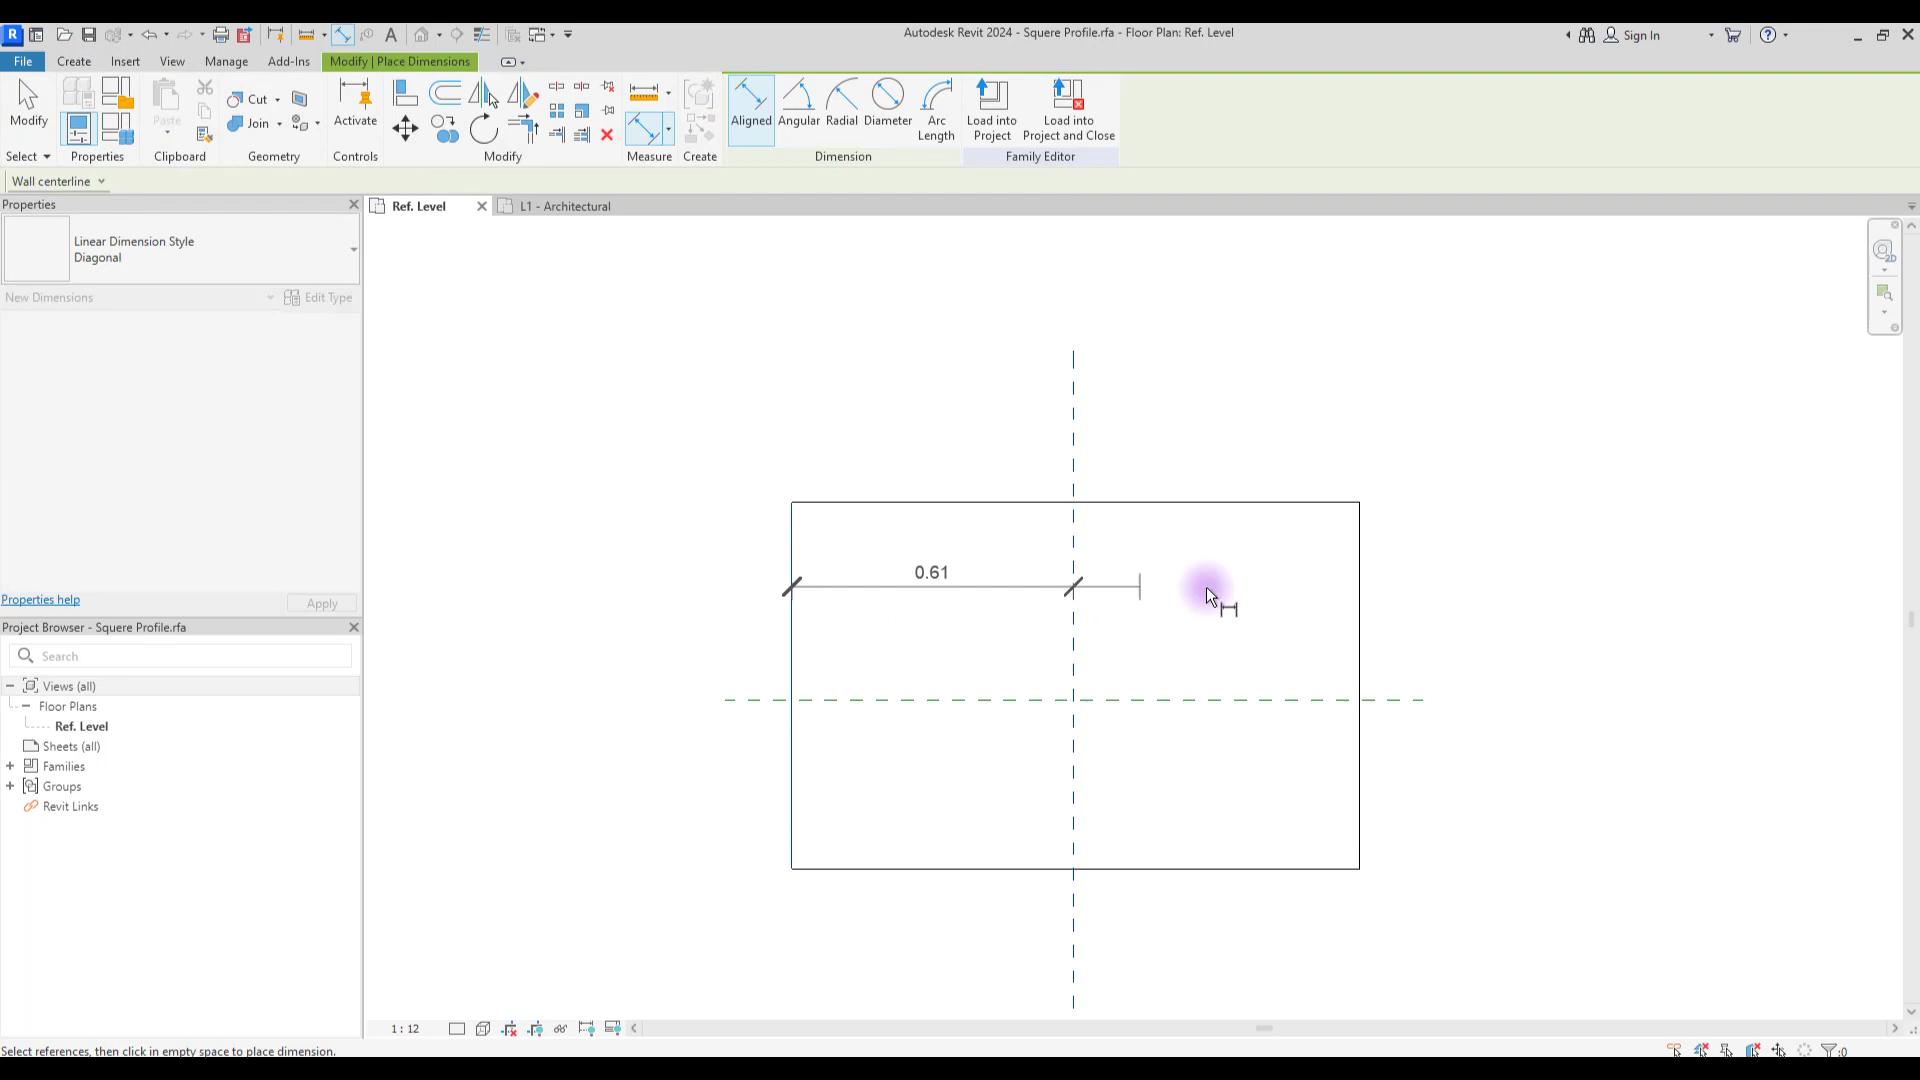 R
Autodesk Revit 2024 - Squere Profile.rfa - Floor Plan: Ref. Level
Sign In
File Create Insert View Manage Add-Ins Modify | Place Dimensions
Modify Paste Cut Join Activate Aligned Angular Radial Diameter Arc Length Load into Project Load into Project and Close
Select Properties Clipboard Geometry Controls Modify Measure Create Dimension Family Editor
Wall centerline
Properties
Ref. Level L1 - Architectural
Linear Dimension Style
Diagonal
New Dimensions Edit Type
2D
0.61
Properties help Apply
Project Browser - Squere Profile.rfa
Search
Views (all)
Floor Plans
Ref. Level
Sheets (all)
Families
Groups
Revit Links
1 : 12
Select references, then click in empty space to place dimension.
:0